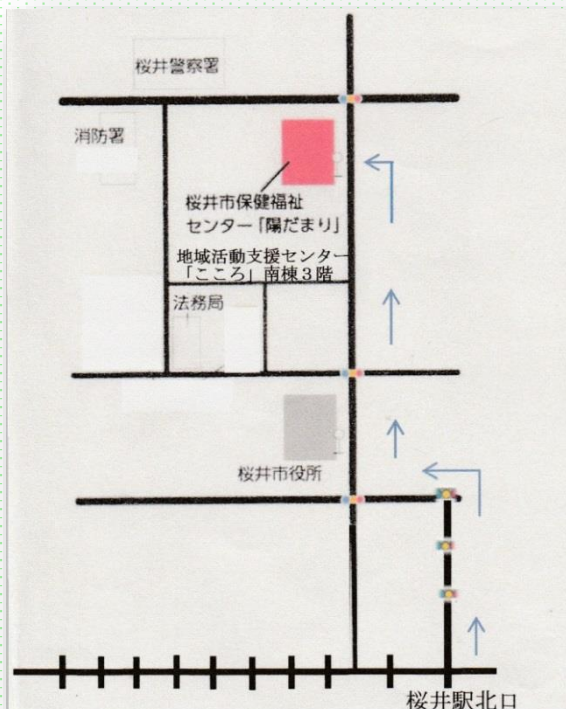 桜井警察署
消防署
桜井市保健福祉
センター「陽だまり」
地域活動支援センター
「こころ」南棟３階
法務局
桜井市役所
桜井駅北口